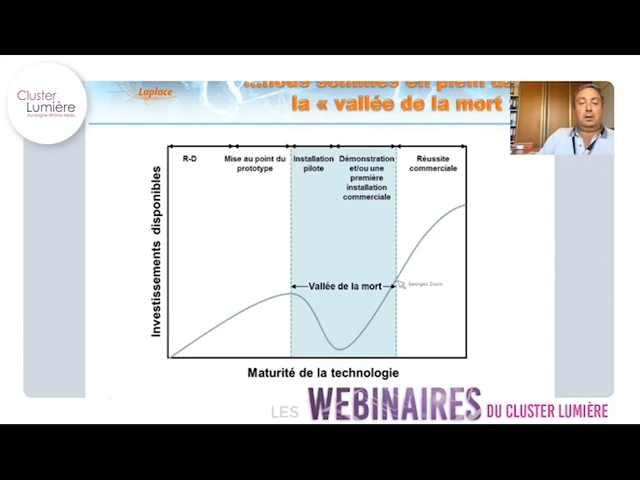 Cluster
Lumière
Auvergne-Rhône-Alpes
Laplace
la « vallée de la mort
R-D
Mise au point du
prototype
Installation
pilote
Démonstration
et/ou une
première
installation
commerciale
Réussite
commerciale
Investissements disponibles
Vallée de la mort
Georges Zissis
Maturité de la technologie
LES WEBINAIRES DU CLUSTER LUMIÈRE